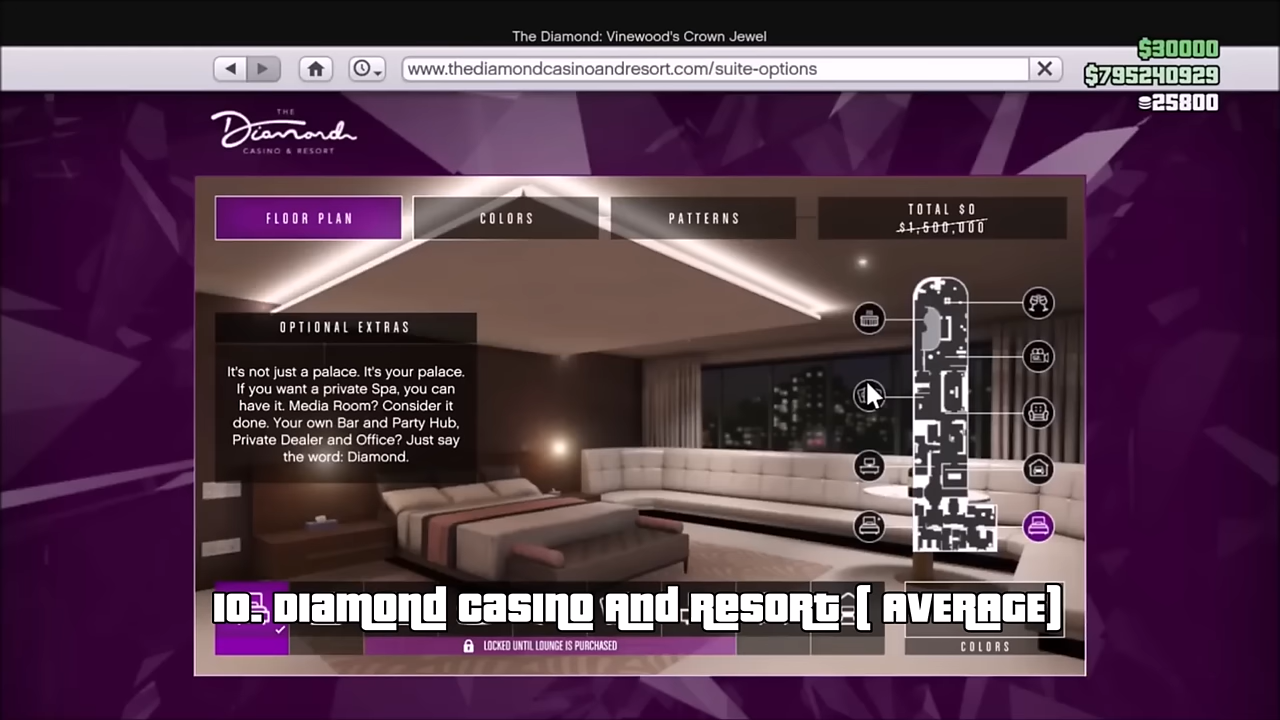 The Diamond: Vinewood's Crown Jewel
www.thediamondcasinoandresort.com/suite-options
$30000
$795240929
25800
THE
Diamond
CASINO & RESORT
FLOOR PLAN
COLORS
PATTERNS
TOTAL $0
$1,500,000
OPTIONAL EXTRAS
It's not just a palace. It's your palace.
If you want a private Spa, you can
have it. Media Room? Consider it
done. Your own Bar and Party Hub,
Private Dealer and Office? Just say
the word: Diamond.
10. Diamond Casino And Resort ( AVERAGE)
LOCKED UNTIL LOUNGE IS PURCHASED
COLORS